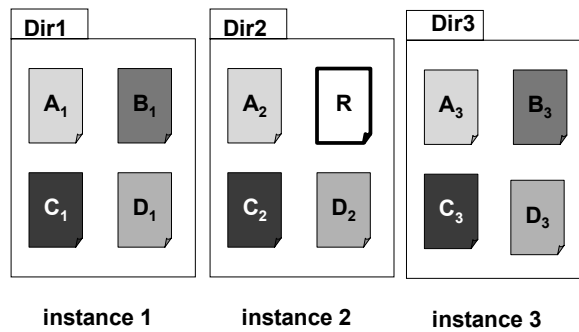 Dir1 Dir2 Dir3
A₁ B₁ A₂ R A₃ B₃
C₁ D₁ C₂ D₂ C₃ D₃
instance 1 instance 2 instance 3